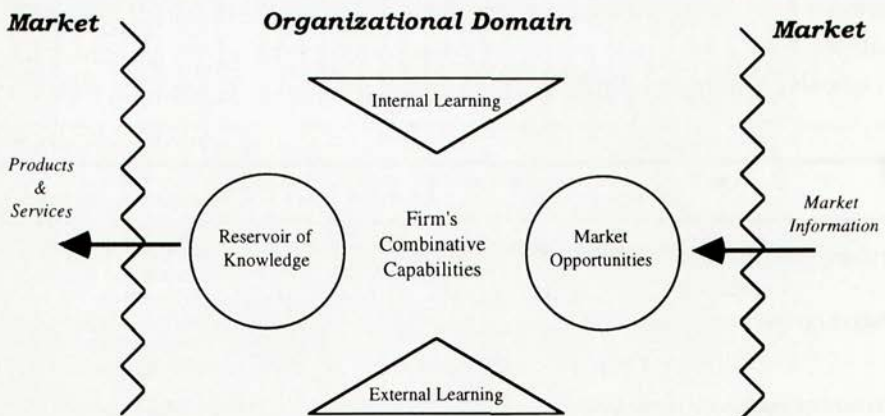 Market
Organizational Domain
Market
Internal Learning
Products
&
Services
Reservoir of
Knowledge
Firm's
Combinative
Capabilities
Market
Opportunities
Market
Information
External Learning